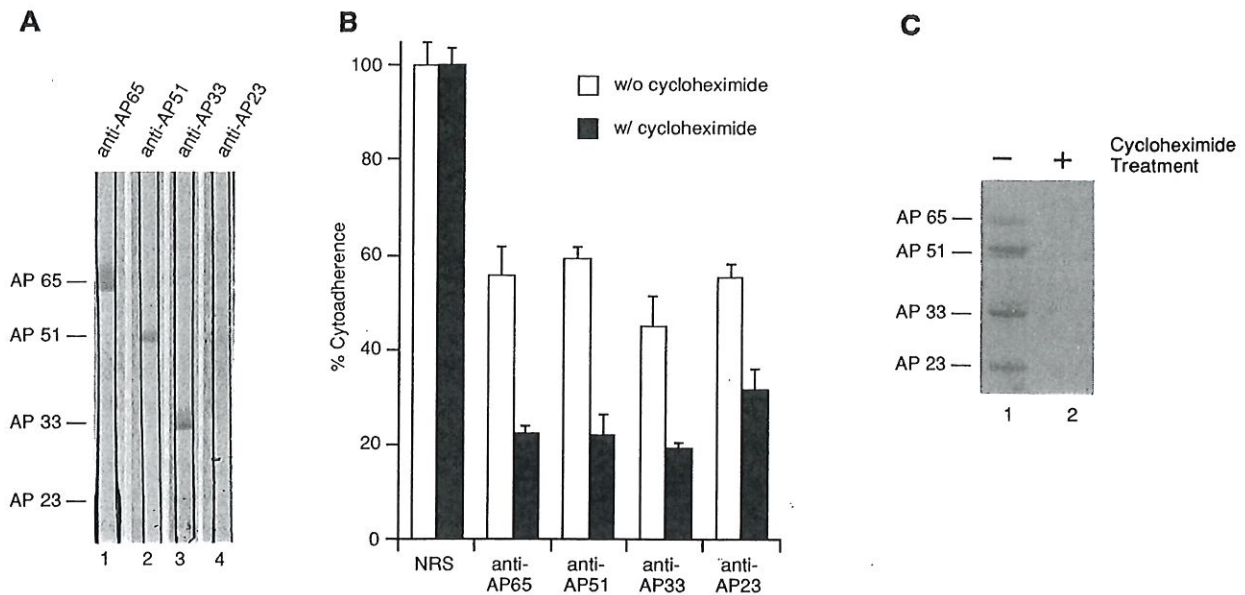 A
anti-AP65
anti-AP51
anti-AP33
anti-AP23
AP 65
AP 51
AP 33
AP 23
1 2 3 4
B
% Cytoadherence
100
80
60
40
20
0
w/o cycloheximide
w/ cycloheximide
NRS
anti-
AP65
anti-
AP51
anti-
AP33
anti-
AP23
C
− +
Cycloheximide
Treatment
AP 65
AP 51
AP 33
AP 23
1 2